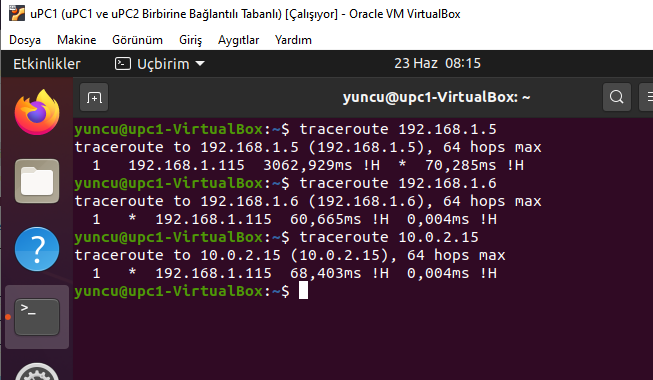 uPC1 (uPC1 ve uPC2 Birbirine Bağlantılı Tabanlı) [Çalışıyor] - Oracle VM VirtualBox
Dosya Makine Görünüm Giriş Aygıtlar Yardım
Etkinlikler Uçbirim 23 Haz 08:15
yuncu@upc1-VirtualBox: ~
yuncu@upc1-VirtualBox:~$ traceroute 192.168.1.5
traceroute to 192.168.1.5 (192.168.1.5), 64 hops max
1 192.168.1.115 3062,929ms !H * 70,285ms !H
yuncu@upc1-VirtualBox:~$ traceroute 192.168.1.6
traceroute to 192.168.1.6 (192.168.1.6), 64 hops max
1 * 192.168.1.115 60,665ms !H 0,004ms !H
yuncu@upc1-VirtualBox:~$ traceroute 10.0.2.15
traceroute to 10.0.2.15 (10.0.2.15), 64 hops max
1 * 192.168.1.115 68,403ms !H 0,004ms !H
yuncu@upc1-VirtualBox:~$